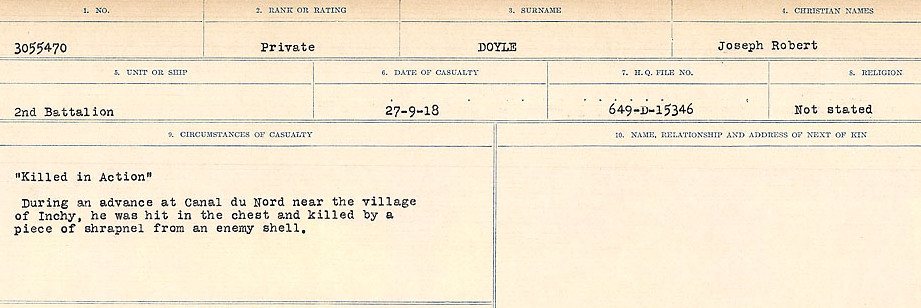 1. NO. 2. RANK OR RATING 3. SURNAME 4. CHRISTIAN NAMES
3055470 Private DOYLE Joseph Robert
5. UNIT OR SHIP 6. DATE OF CASUALTY 7. H.Q. FILE NO. 8. RELIGION
2nd Battalion 27-9-18 649-D-15346 Not stated
9. CIRCUMSTANCES OF CASUALTY 10. NAME, RELATIONSHIP AND ADDRESS OF NEXT OF KIN
"Killed in Action"
During an advance at Canal du Nord near the village
of Inchy, he was hit in the chest and killed by a
piece of shrapnel from an enemy shell.